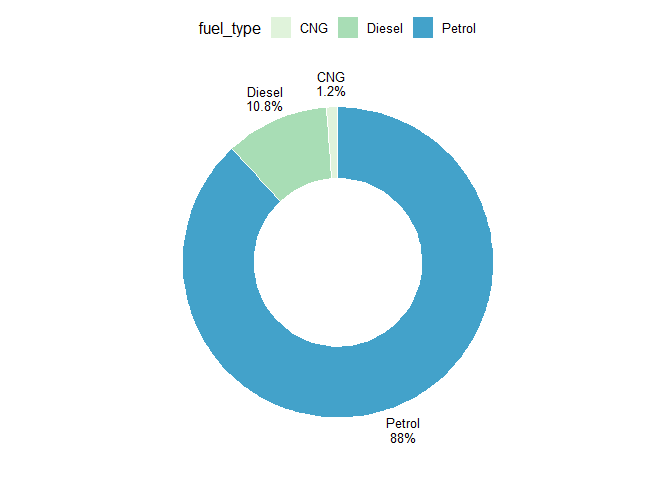 fuel_type CNG Diesel Petrol
CNG
1.2%
Diesel
10.8%
Petrol
88%